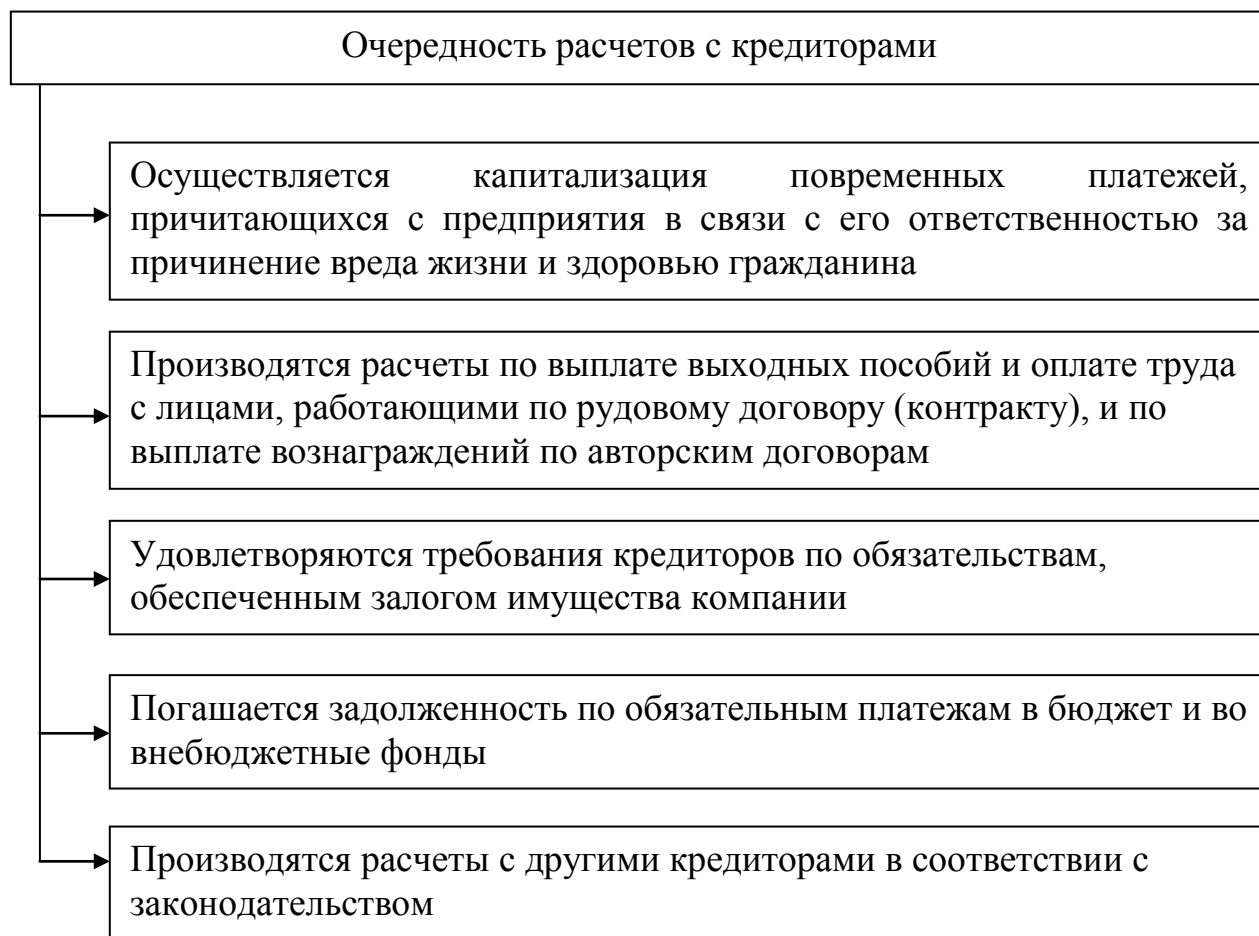 Очередность расчетов с кредиторами
Осуществляется капитализация повременных платежей,
причитающихся с предприятия в связи с его ответственностью за
причинение вреда жизни и здоровью гражданина
Производятся расчеты по выплате выходных пособий и оплате труда
с лицами, работающими по рудовому договору (контракту), и по
выплате вознаграждений по авторским договорам
Удовлетворяются требования кредиторов по обязательствам,
обеспеченным залогом имущества компании
Погашается задолженность по обязательным платежам в бюджет и во
внебюджетные фонды
Производятся расчеты с другими кредиторами в соответствии с
законодательством